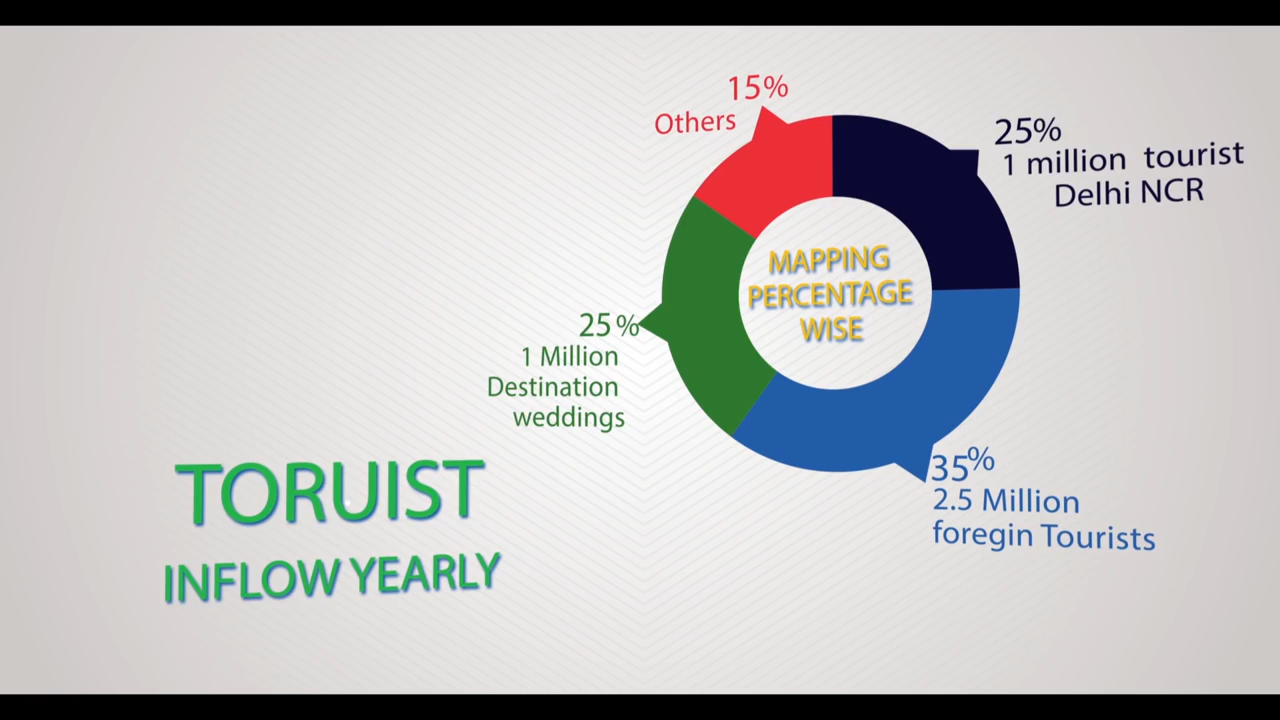 15%
Others
25%
1 million tourist
Delhi NCR
MAPPING
PERCENTAGE
WISE
25%
1 Million
Destination
weddings
35%
2.5 Million
foregin Tourists
TORUIST
INFLOW YEARLY